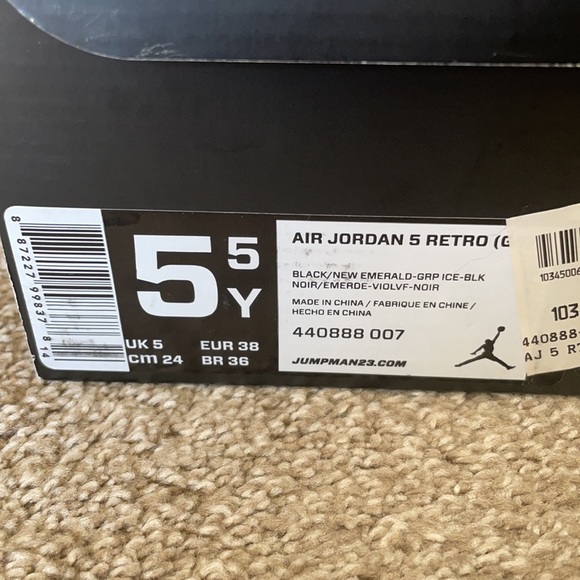 8 87227 99837 8 14
5 5 Y
UK 5 EUR 38
cm 24 BR 36
AIR JORDAN 5 RETRO (G
BLACK/NEW EMERALD-GRP ICE-BLK
NOIR/EMERDE-VIOLVF-NOIR
MADE IN CHINA / FABRIQUE EN CHINE /
HECHO EN CHINA
440888 007
JUMPMAN23.COM
10345006
103
440888
AJ 5 RT